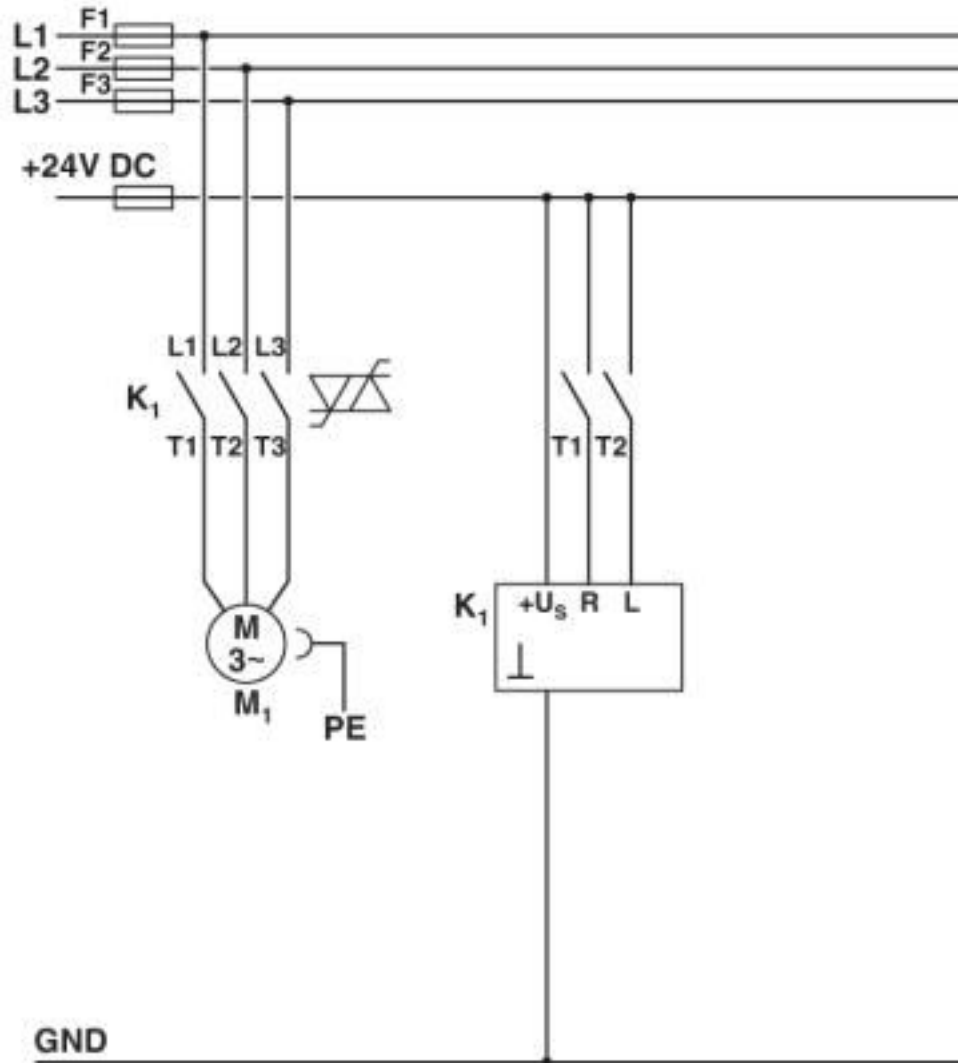 F1
L1
F2
L2
F3
L3
+24V DC
L1 L2 L3
K1
T1 T2 T3
T1 T2
K1 +US R L
M
3~
M1
PE
GND